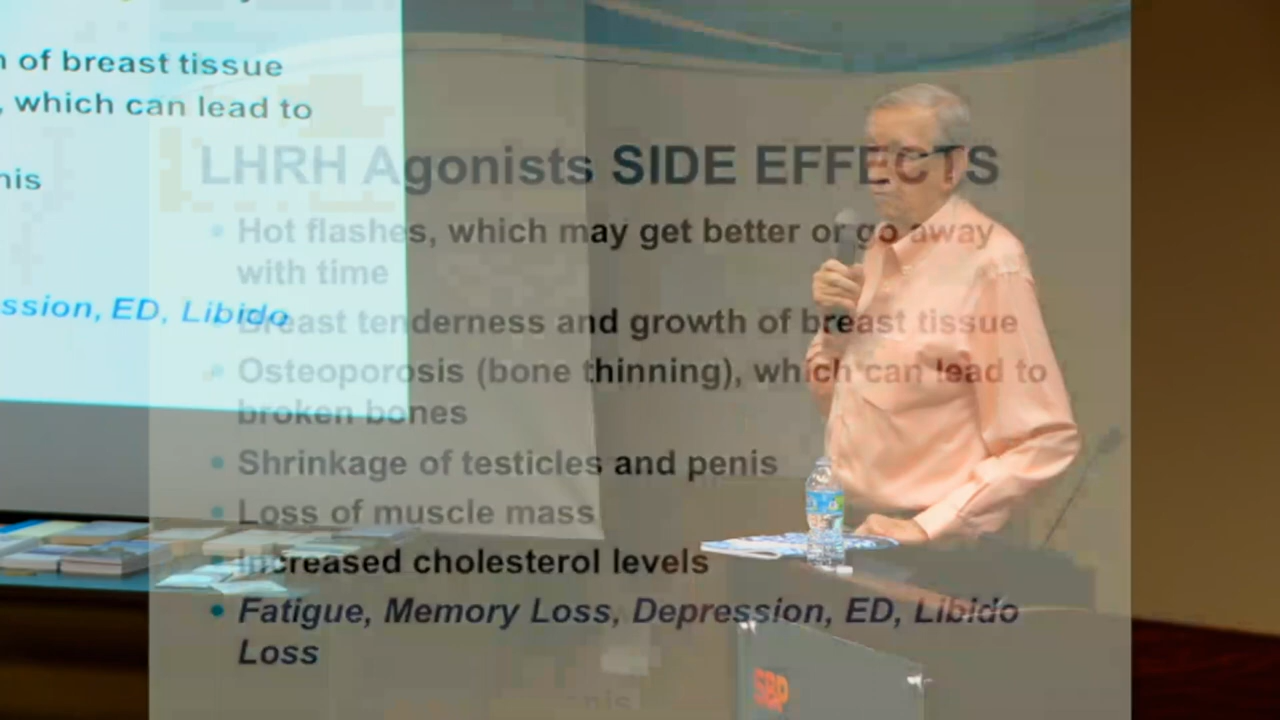 of breast tissue
, which can lead to
nis
ssion, ED, Libido
LHRH Agonists SIDE EFFECTS
Hot flashes, which may get better or go away
with time
Breast tenderness and growth of breast tissue
Osteoporosis (bone thinning), which can lead to
broken bones
Shrinkage of testicles and penis
Loss of muscle mass
Increased cholesterol levels
Fatigue, Memory Loss, Depression, ED, Libido
Loss
SBP
nis